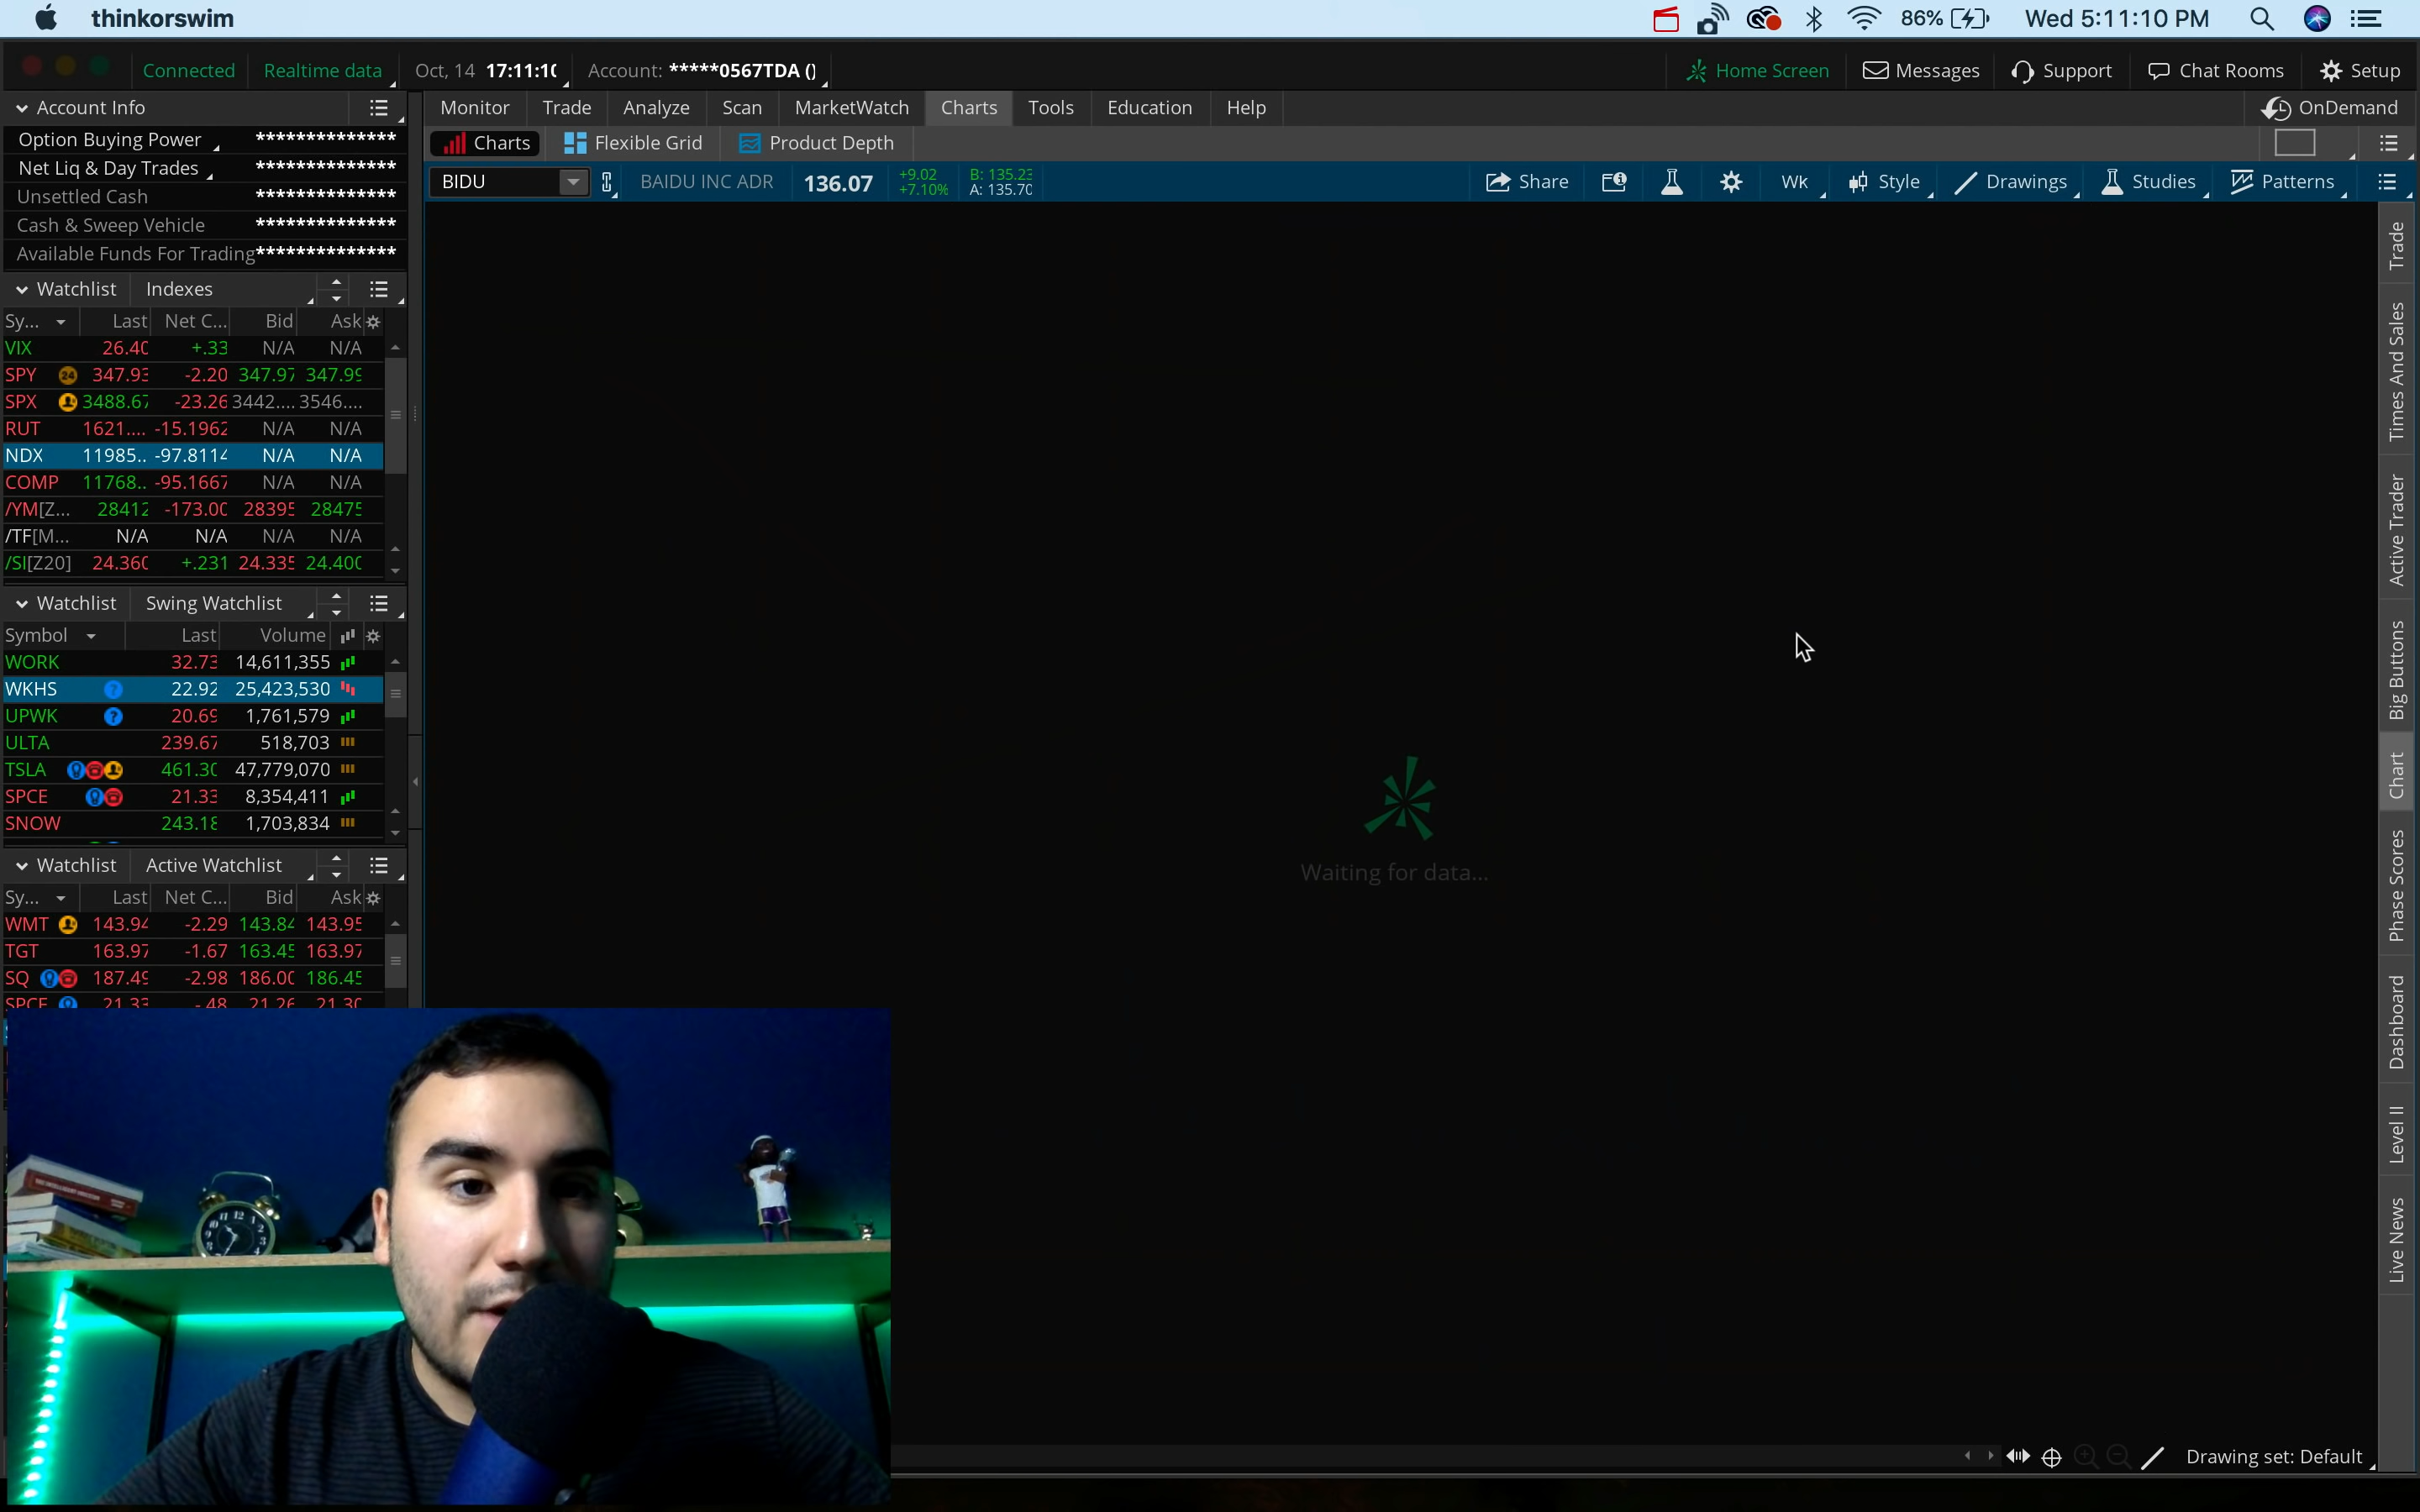 thinkorswim
86%
Wed 5:11:10 PM
Connected
Realtime data
Oct, 14 17:11:10
Account: *****0567TDA ()
Home Screen
Messages
Support
Chat Rooms
Setup
Account Info
Monitor
Trade
Analyze
Scan
MarketWatch
Charts
Tools
Education
Help
OnDemand
Option Buying Power **************
Net Liq & Day Trades **************
Unsettled Cash **************
Cash & Sweep Vehicle **************
Available Funds For Trading **************
Charts
Flexible Grid
Product Depth
BIDU
BAIDU INC ADR
136.07
+9.02
+7.10%
B: 135.23
A: 135.70
Share
Wk
Style
Drawings
Studies
Patterns
Watchlist Indexes
Sy... Last Net C... Bid Ask
VIX 26.40 +.33 N/A N/A
SPY 24 347.93 -2.20 347.97 347.99
SPX 3488.67 -23.26 3442.... 3546....
RUT 1621.... -15.1962 N/A N/A
NDX 11985.. -97.8114 N/A N/A
COMP 11768.. -95.1667 N/A N/A
/YM[Z... 28412 -173.00 28395 28475
/TF[M... N/A N/A N/A N/A
/SI[Z20] 24.360 +.231 24.335 24.400
Watchlist Swing Watchlist
Symbol Last Volume
WORK 32.73 14,611,355
WKHS ? 22.92 25,423,530
UPWK ? 20.69 1,761,579
ULTA 239.67 518,703
TSLA 461.30 47,779,070
SPCE 21.33 8,354,411
SNOW 243.18 1,703,834
Watchlist Active Watchlist
Sy... Last Net C... Bid Ask
WMT 143.94 -2.29 143.84 143.95
TGT 163.97 -1.67 163.45 163.97
SQ 187.49 -2.98 186.00 186.45
SPCE 21.33 -.48 21.26 21.30
Waiting for data...
Trade
Times And Sales
Active Trader
Big Buttons
Chart
Phase Scores
Dashboard
Level II
Live News
Drawing set: Default